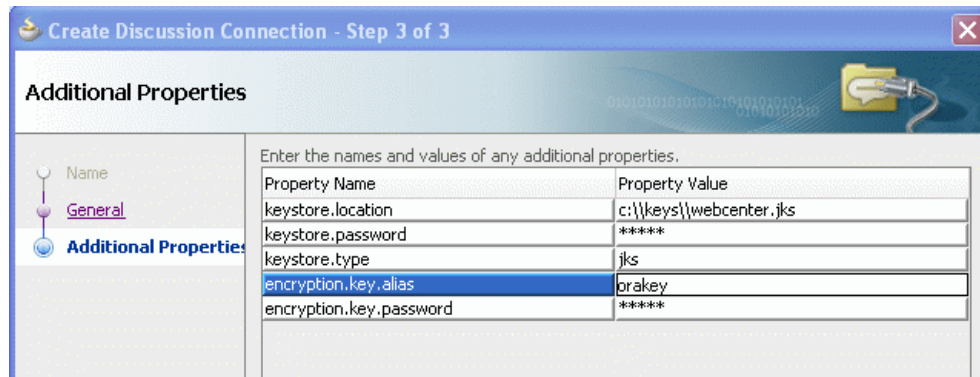 Create Discussion Connection - Step 3 of 3
Additional Properties
Name
General
Additional Properties
Enter the names and values of any additional properties.
Property Name Property Value
keystore.location c:\\keys\\webcenter.jks
keystore.password *****
keystore.type jks
encryption.key.alias orakey
encryption.key.password *****